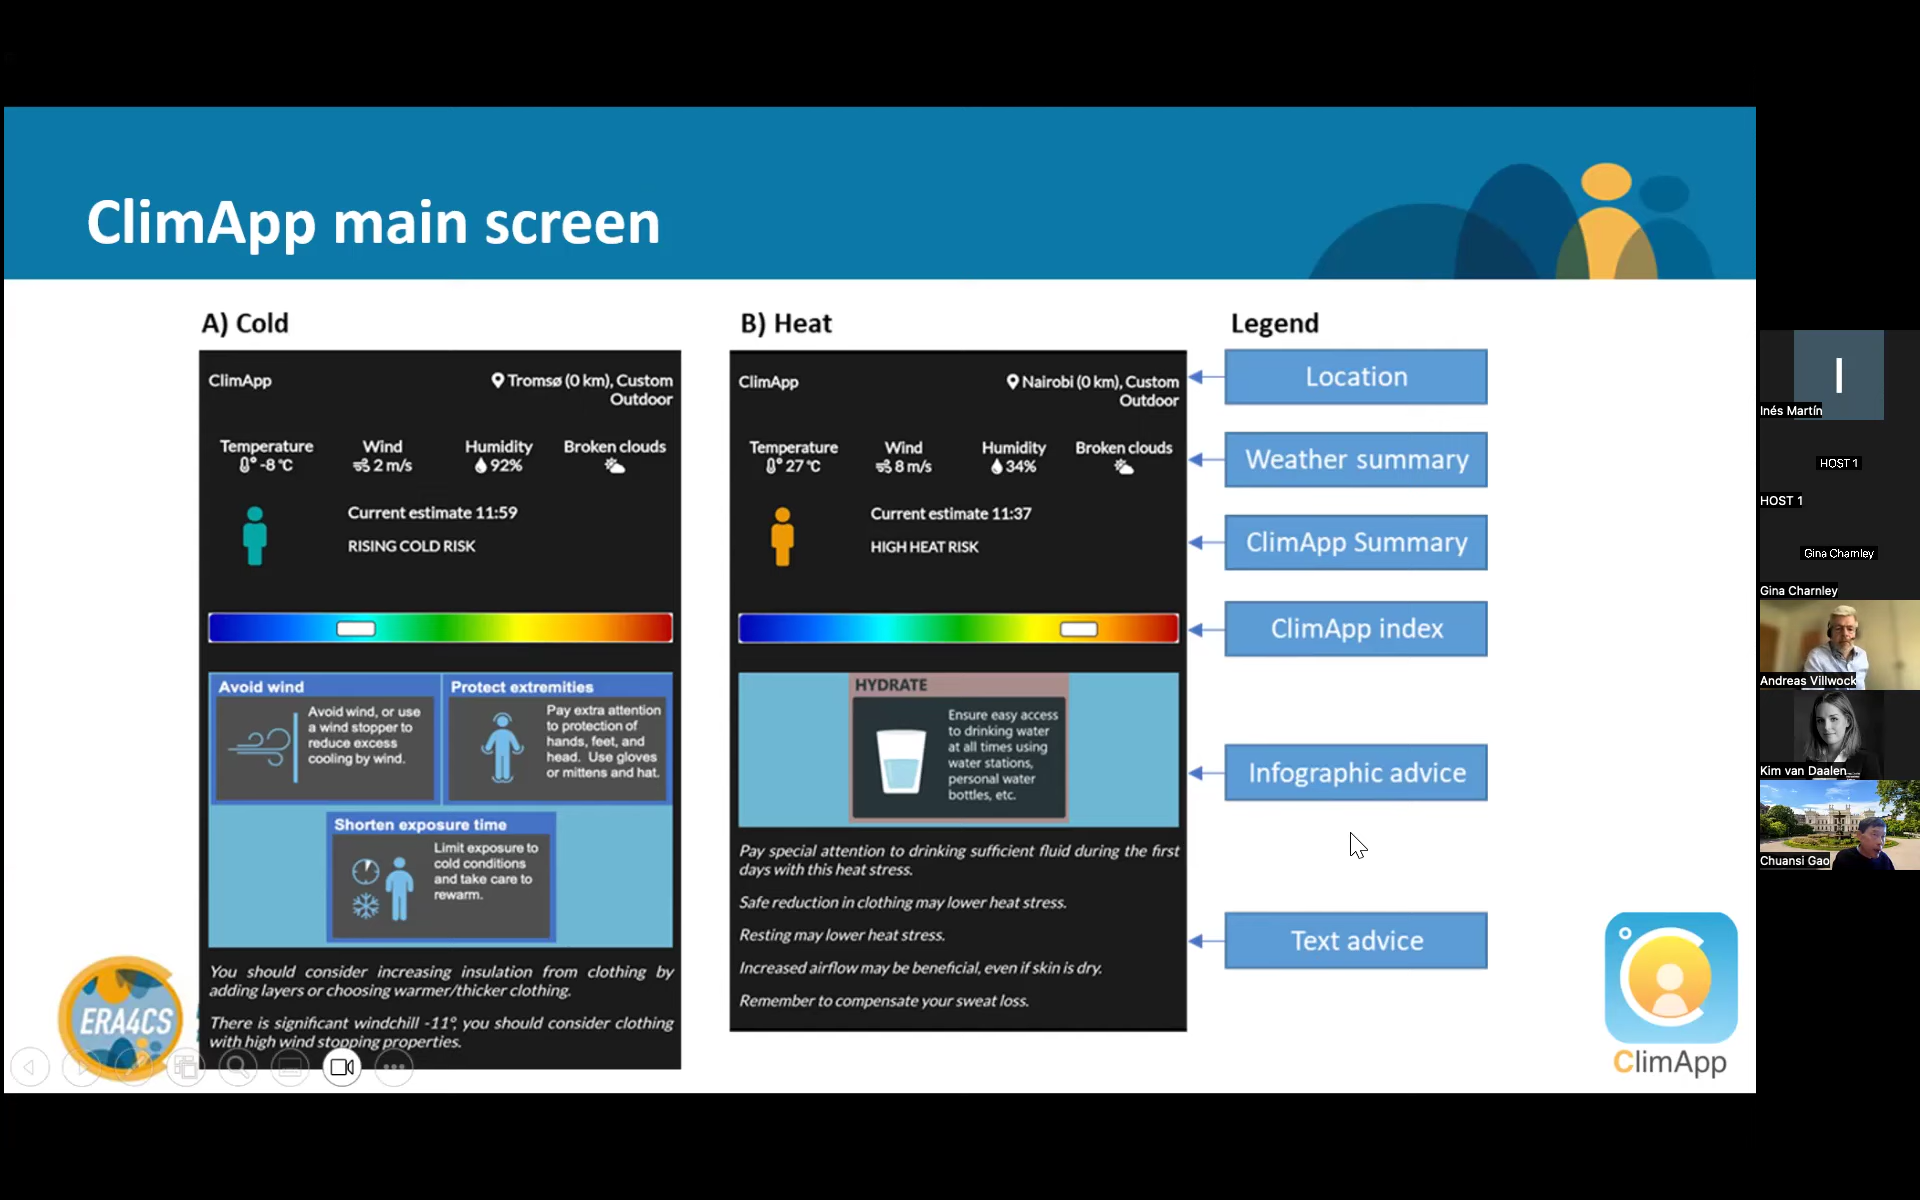 ClimApp main screen
A) Cold
ClimApp
Tromsø (0 km), Custom
Outdoor
Temperature
-8 °C
Wind
2 m/s
Humidity
92%
Broken clouds
Current estimate 11:59
RISING COLD RISK
Avoid wind
Avoid wind, or use
a wind stopper to
reduce excess
cooling by wind.
Protect extremities
Pay extra attention
to protection of
hands, feet, and
head. Use gloves
or mittens and hat.
Shorten exposure time
Limit exposure to
cold conditions
and take care to
rewarm.
You should consider increasing insulation from clothing by
adding layers or choosing warmer/thicker clothing.
There is significant windchill -11°, you should consider clothing
with high wind stopping properties.
B) Heat
ClimApp
Nairobi (0 km), Custom
Outdoor
Temperature
27 °C
Wind
8 m/s
Humidity
34%
Broken clouds
Current estimate 11:37
HIGH HEAT RISK
HYDRATE
Ensure easy access
to drinking water
at all times using
water stations,
personal water
bottles, etc.
Pay special attention to drinking sufficient fluid during the first
days with this heat stress.
Safe reduction in clothing may lower heat stress.
Resting may lower heat stress.
Increased airflow may be beneficial, even if skin is dry.
Remember to compensate your sweat loss.
Legend
Location
Weather summary
ClimApp Summary
ClimApp index
Infographic advice
Text advice
ERA4CS
ClimApp
I
Inés Martín
HOST 1
HOST 1
Gina Charnley
Gina Charnley
Andreas Villwock
Kim van Daalen
Chuansi Gao